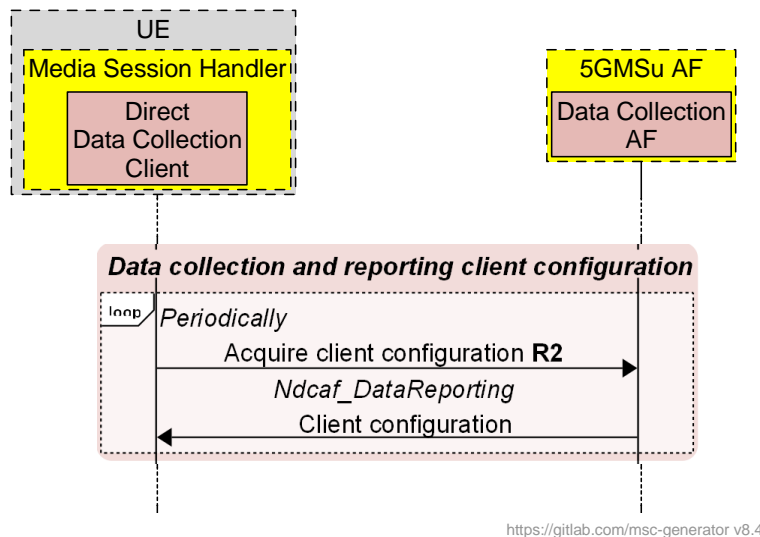 UE
Media Session Handler
Direct
Data Collection
Client
5GMSu AF
Data Collection
AF
Data collection and reporting client configuration
loop
Periodically
Acquire client configuration R2
Ndcaf_DataReporting
Client configuration
https://gitlab.com/msc-generator v8.4